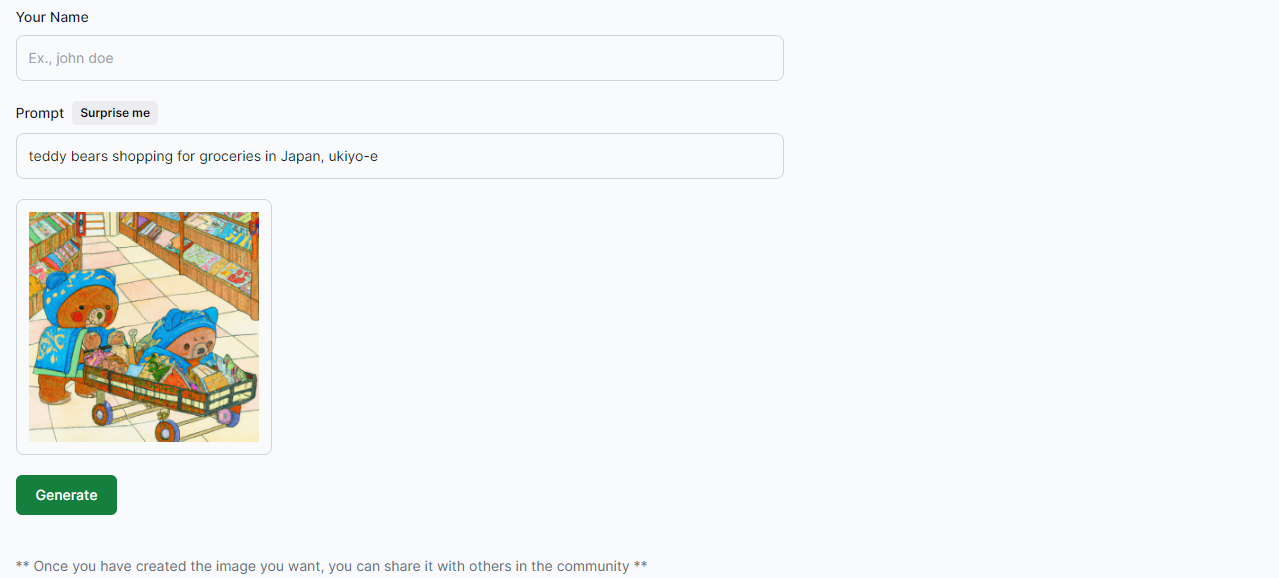 Your Name
Ex., john doe
Prompt Surprise me
teddy bears shopping for groceries in Japan, ukiyo-e
Generate
** Once you have created the image you want, you can share it with others in the community **